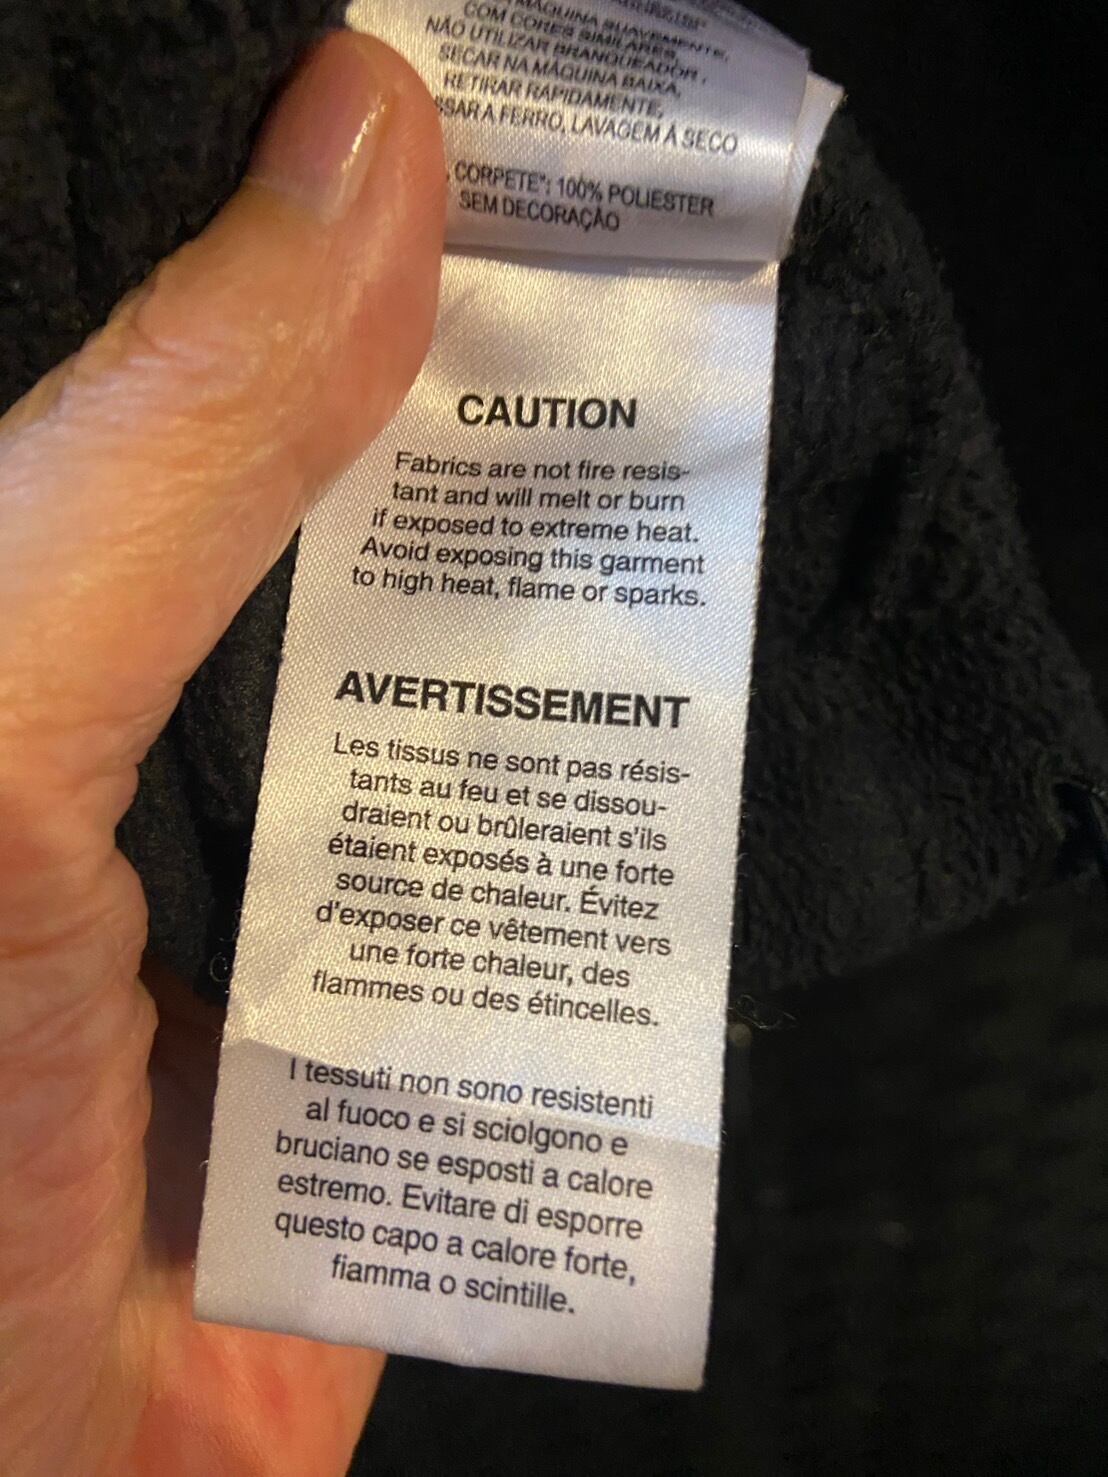 MÁQUINA SUAVEMENTE,
COM CORES SIMILARES,
NÃO UTILIZAR BRANQUEADOR,
SECAR NA MÁQUINA BAIXA,
RETIRAR RAPIDAMENTE,
SSAR A FERRO, LAVAGEM À SECO
CORPETE": 100% POLIESTER
SEM DECORAÇÃO
CAUTION
Fabrics are not fire resis-
tant and will melt or burn
if exposed to extreme heat.
Avoid exposing this garment
to high heat, flame or sparks.
AVERTISSEMENT
Les tissus ne sont pas résis-
tants au feu et se dissou-
draient ou brûleraient s'ils
étaient exposés à une forte
source de chaleur. Évitez
d'exposer ce vêtement vers
une forte chaleur, des
flammes ou des étincelles.
I tessuti non sono resistenti
al fuoco e si sciolgono e
bruciano se esposti a calore
estremo. Evitare di esporre
questo capo a calore forte,
fiamma o scintille.